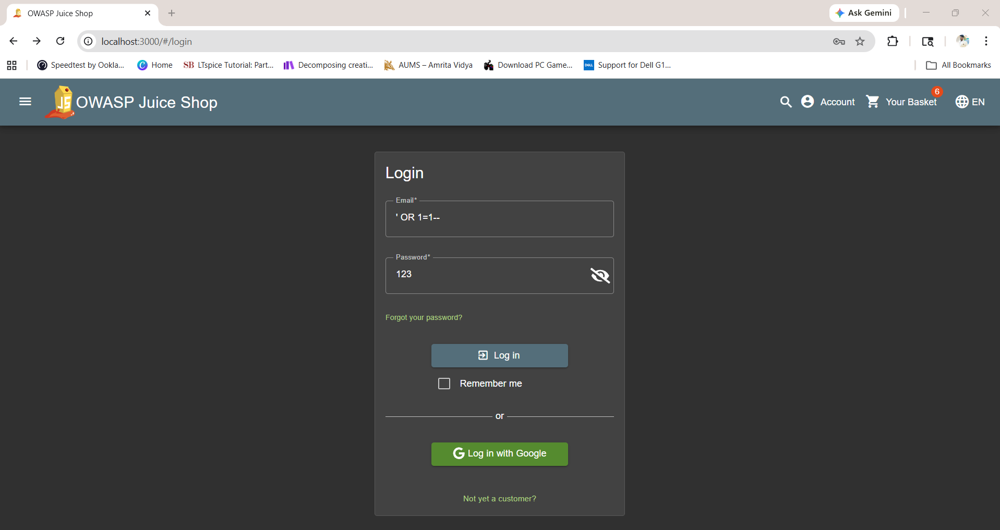 OWASP Juice Shop
Ask Gemini
localhost:3000/#/login
Speedtest by Ookla...
Home
SB LTspice Tutorial: Part...
Decomposing creati...
AUMS – Amrita Vidya
Download PC Game...
DELL Support for Dell G1...
All Bookmarks
JS OWASP Juice Shop
Account
6
Your Basket
EN
Login
Email*
' OR 1=1--
Password*
123
Forgot your password?
Log in
Remember me
or
G Log in with Google
Not yet a customer?